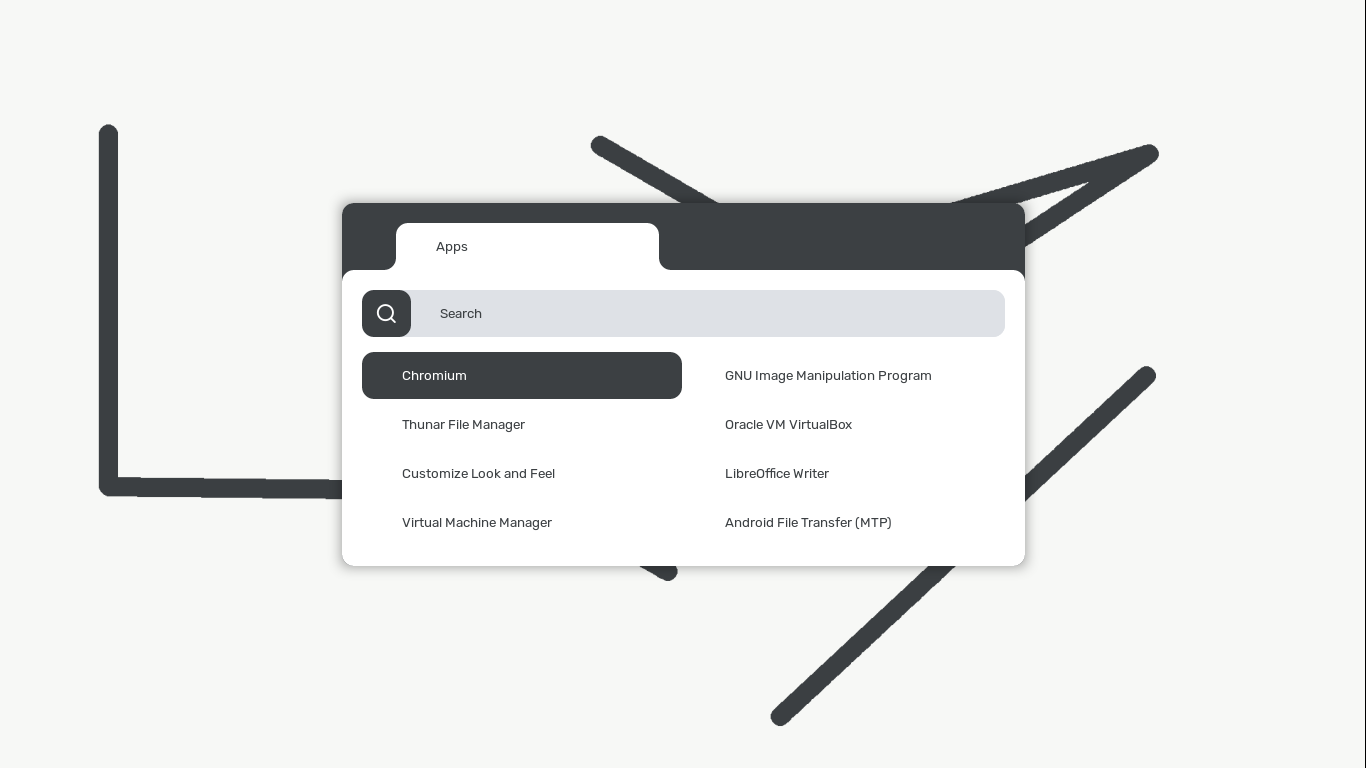 Apps
Search
Chromium
GNU Image Manipulation Program
Thunar File Manager
Oracle VM VirtualBox
Customize Look and Feel
LibreOffice Writer
Virtual Machine Manager
Android File Transfer (MTP)